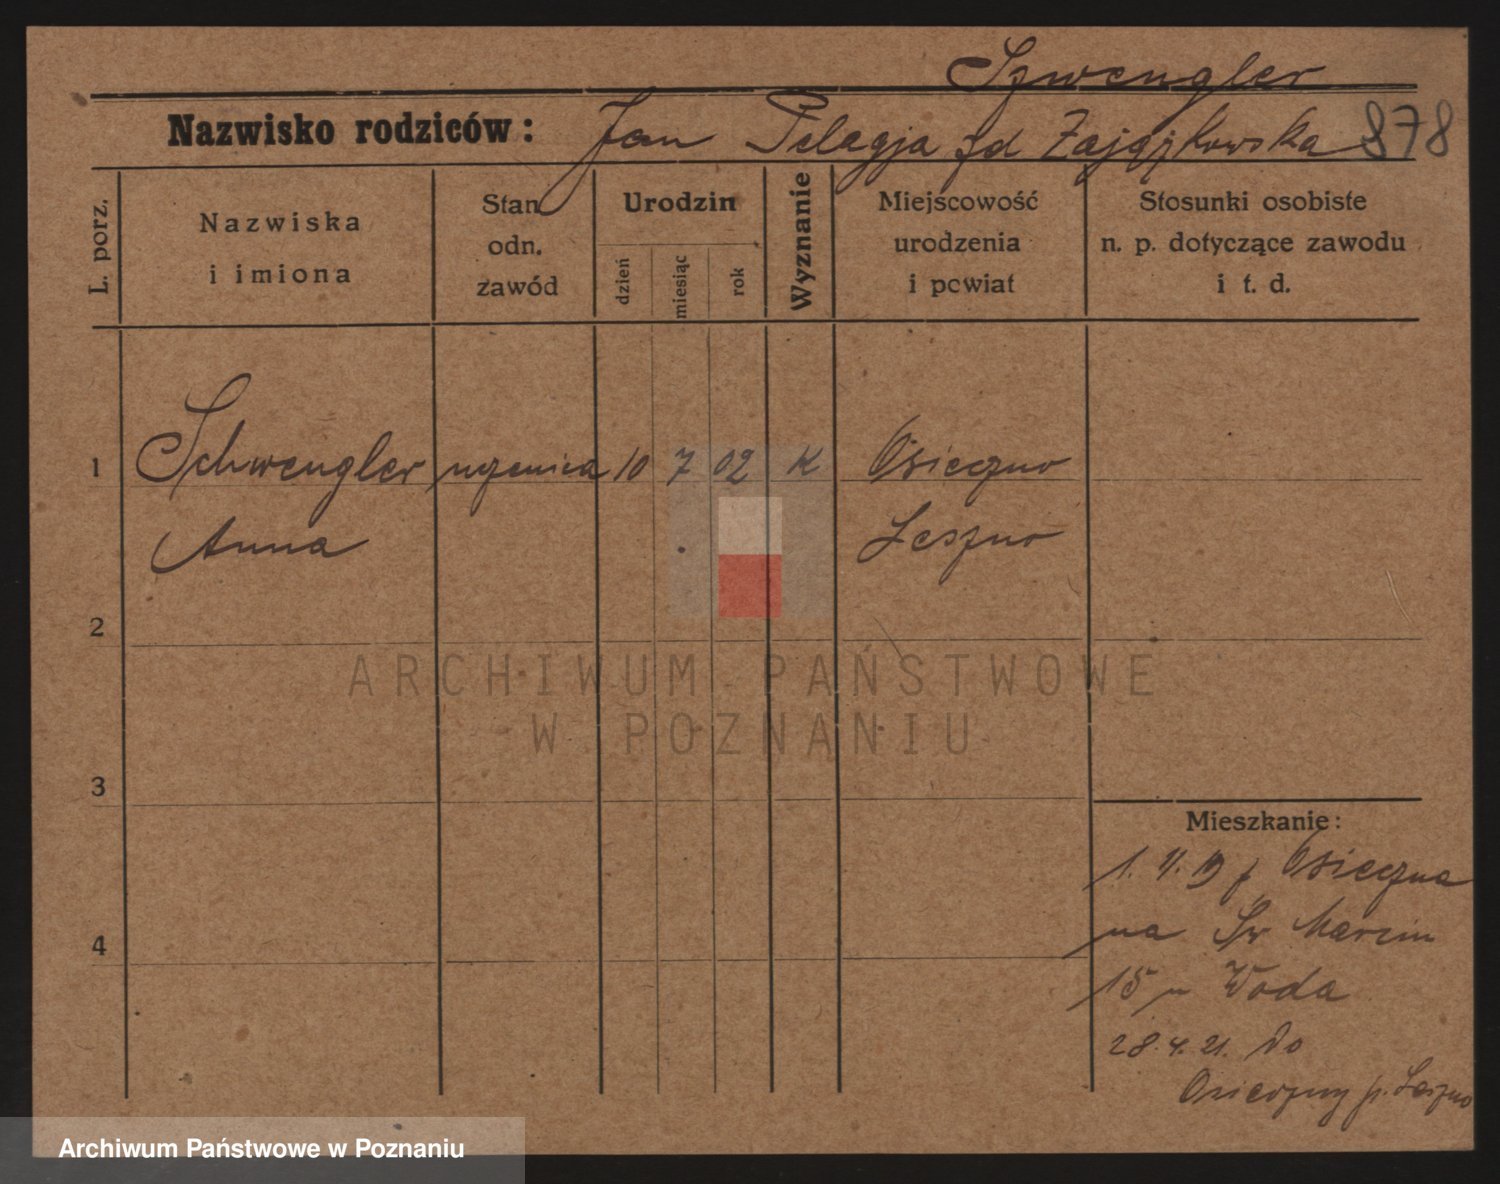 Szwengler
Nazwisko rodziców: Jan Pelagja zd Zajączkowska 878
L. porz.
Nazwiska
i imiona
Stan
odn.
zawód
Urodzin
dzień
miesiąc
rok
Wyznanie
Miejscowość
urodzenia
i powiat
Stosunki osobiste
n. p. dotyczące zawodu
i t. d.
1 Schwengler uczenica 10 7 02 K Osieczno
Anna Leszno
2
ARCHIWUM PAŃSTWOWE
W POZNANIU
3
Mieszkanie:
1. 4. 19 z Osieczna
4
na Św Marcin
15 u Woda
28.4.21. do
Osieczny p. Leszno
Archiwum Państwowe w Poznaniu